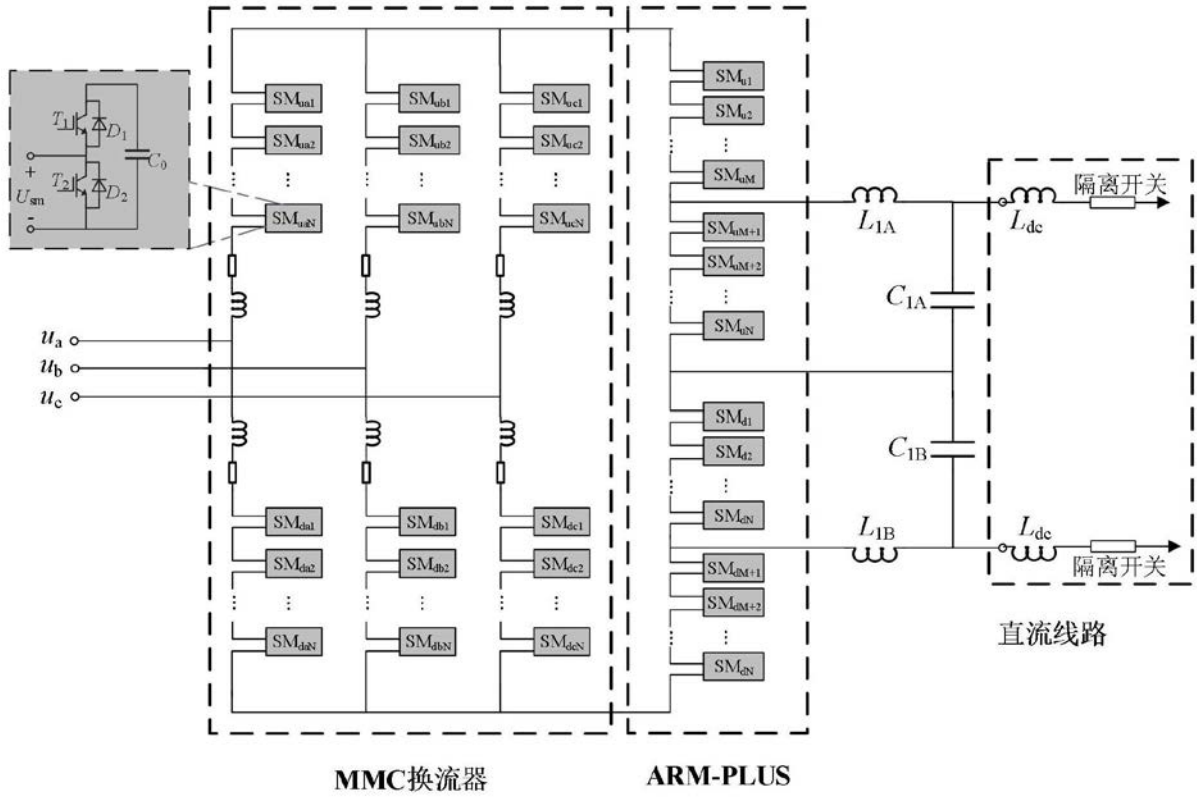 SMua1
SMub1
SMuc1
SMu1
SMu2
T1
D1
C0
SMua2
SMub2
SMuc2
+
T2
D2
Usm
-
SMuM
隔离开关
SMuaN
SMubN
SMucN
L1A
Ldc
SMuM+1
SMuM+2
C1A
SMuN
ua
ub
uc
SMd1
SMd2
C1B
SMdN
SMda1
SMdb1
SMdc1
L1B
Ldc
隔离开关
SMda2
SMdb2
SMdc2
SMdM+1
SMdM+2
直流线路
SMdaN
SMdbN
SMdcN
SMdN
MMC换流器
ARM-PLUS